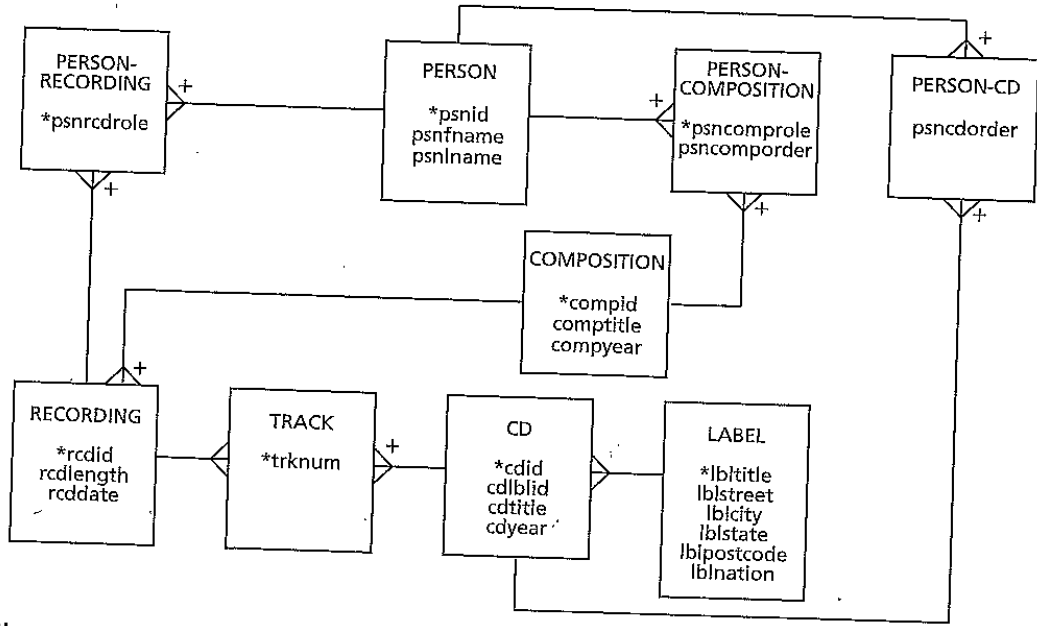 PERSON-
RECORDING
*psnrcdrole
+
+
PERSON
*psnid
psnfname
psnlname
PERSON-
COMPOSITION
*psncomprole
psncomporder
+
+
PERSON-CD
psncdorder
+
+
COMPOSITION
*compid
comptitle
compyear
RECORDING
*rcdid
rcdlength
rcddate
+
TRACK
*trknum
+
CD
*cdid
cdlblid
cdtitle
cdyear
LABEL
*lbltitle
lblstreet
lblcity
lblstate
lblpostcode
lblnation